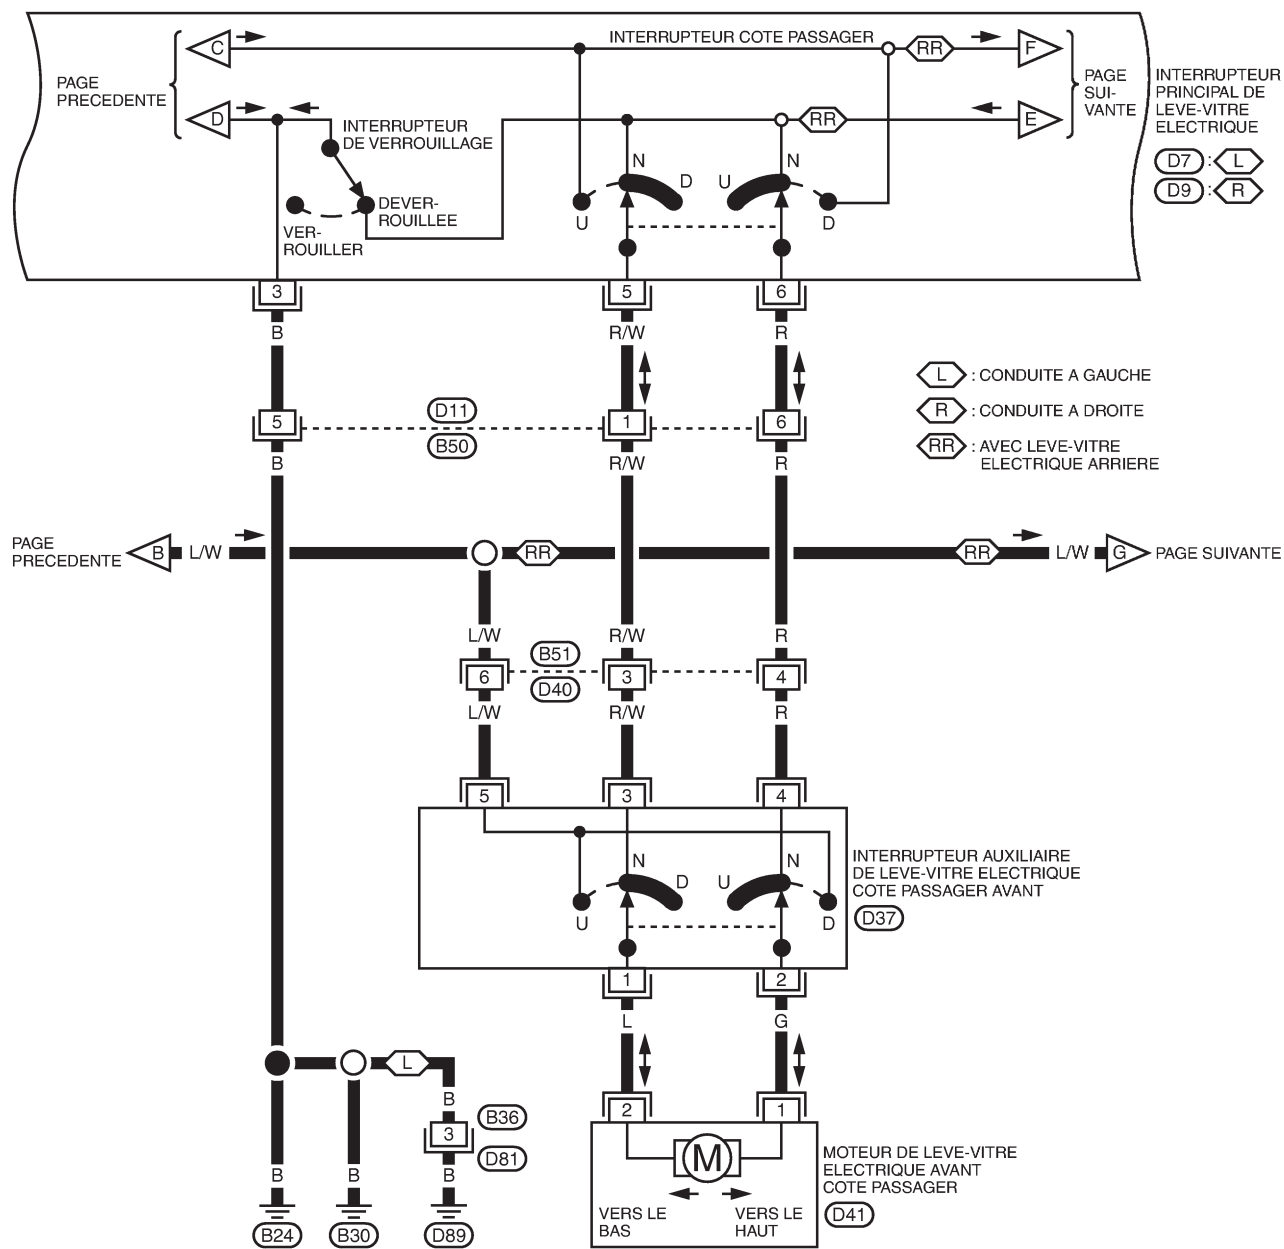 C
INTERRUPTEUR COTE PASSAGER
RR
F
PAGE
PRECEDENTE
PAGE
SUI-
VANTE
INTERRUPTEUR
PRINCIPAL DE
LEVE-VITRE
ELECTRIQUE
D
INTERRUPTEUR
DE VERROUILLAGE
RR
E
D7 : L
D9 : R
N
D
U
N
DEVER-
ROUILLEE
VER-
ROUILLER
U
D
3
5
6
B
R/W
R
L : CONDUITE A GAUCHE
R : CONDUITE A DROITE
RR : AVEC LEVE-VITRE
ELECTRIQUE ARRIERE
5
D11
B50
1
6
B
R/W
R
PAGE
PRECEDENTE
B
L/W
RR
RR
L/W
G
PAGE SUIVANTE
L/W
R/W
R
6
B51
D40
3
4
L/W
R/W
R
5
3
4
N
D
U
N
U
D
INTERRUPTEUR AUXILIAIRE
DE LEVE-VITRE ELECTRIQUE
COTE PASSAGER AVANT
D37
1
2
L
G
L
B
3
B36
D81
B
B
B
B24
B30
D89
2
1
M
VERS LE
BAS
VERS LE
HAUT
MOTEUR DE LEVE-VITRE
ELECTRIQUE AVANT
COTE PASSAGER
D41